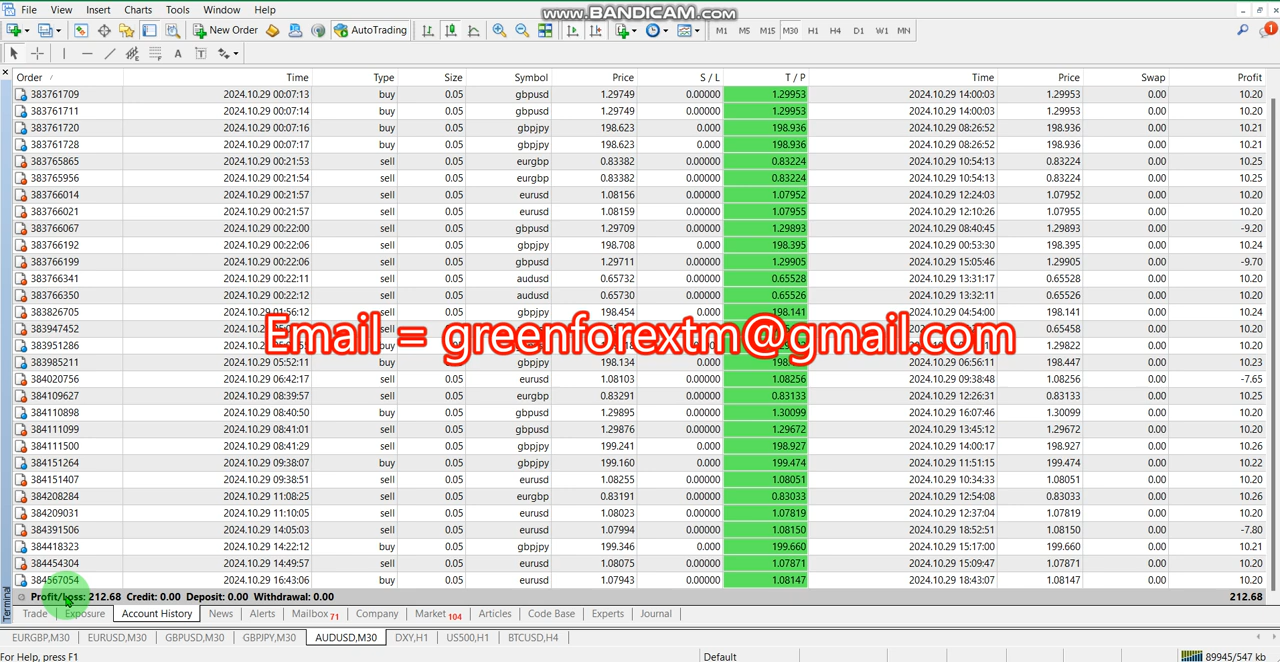 www.BANDICAM.com
File View Insert Charts Tools Window Help
New Order AutoTrading M1 M5 M15 M30 H1 H4 D1 W1 MN 1
A T
Order / Time Type Size Symbol Price S / L T / P Time Price Swap Profit
383761709 2024.10.29 00:07:13 buy 0.05 gbpusd 1.29749 0.00000 1.29953 2024.10.29 14:00:03 1.29953 0.00 10.20
383761711 2024.10.29 00:07:14 buy 0.05 gbpusd 1.29749 0.00000 1.29953 2024.10.29 14:00:03 1.29953 0.00 10.20
383761720 2024.10.29 00:07:16 buy 0.05 gbpjpy 198.623 0.000 198.936 2024.10.29 08:26:52 198.936 0.00 10.21
383761728 2024.10.29 00:07:17 buy 0.05 gbpjpy 198.623 0.000 198.936 2024.10.29 08:26:52 198.936 0.00 10.21
383765865 2024.10.29 00:21:53 sell 0.05 eurgbp 0.83382 0.00000 0.83224 2024.10.29 10:54:13 0.83224 0.00 10.25
383765956 2024.10.29 00:21:54 sell 0.05 eurgbp 0.83382 0.00000 0.83224 2024.10.29 10:54:13 0.83224 0.00 10.25
383766014 2024.10.29 00:21:57 sell 0.05 eurusd 1.08156 0.00000 1.07952 2024.10.29 12:24:03 1.07952 0.00 10.20
383766021 2024.10.29 00:21:57 sell 0.05 eurusd 1.08159 0.00000 1.07955 2024.10.29 12:10:26 1.07955 0.00 10.20
383766067 2024.10.29 00:22:00 sell 0.05 gbpusd 1.29709 0.00000 1.29893 2024.10.29 08:40:45 1.29893 0.00 -9.20
383766192 2024.10.29 00:22:06 sell 0.05 gbpjpy 198.708 0.000 198.395 2024.10.29 00:53:30 198.395 0.00 10.24
383766199 2024.10.29 00:22:06 sell 0.05 gbpusd 1.29711 0.00000 1.29905 2024.10.29 15:05:46 1.29905 0.00 -9.70
383766341 2024.10.29 00:22:11 sell 0.05 audusd 0.65732 0.00000 0.65528 2024.10.29 13:31:17 0.65528 0.00 10.20
383766350 2024.10.29 00:22:12 sell 0.05 audusd 0.65730 0.00000 0.65526 2024.10.29 13:32:11 0.65526 0.00 10.20
383826705 2024.10.29 sell 0.05 gbpjpy 198.454 0.000 198.141 2024.10.29 04:54:00 198.141 0.00 10.24
383947452 0.65458 0.00 10.20
Email = greenforextm@gmail.com
383951286 1.29822 0.00 10.20
383985211 2024.10.29 05:52:11 buy 0.05 gbpjpy 198.134 0.000 2024.10.29 06:56:11 198.447 0.00 10.23
384020756 2024.10.29 06:42:17 sell 0.05 eurusd 1.08103 0.00000 1.08256 2024.10.29 09:38:48 1.08256 0.00 -7.65
384109627 2024.10.29 08:39:57 sell 0.05 eurgbp 0.83291 0.00000 0.83133 2024.10.29 12:26:31 0.83133 0.00 10.25
384110898 2024.10.29 08:40:50 buy 0.05 gbpusd 1.29895 0.00000 1.30099 2024.10.29 16:07:46 1.30099 0.00 10.20
384111099 2024.10.29 08:41:01 sell 0.05 gbpusd 1.29876 0.00000 1.29672 2024.10.29 13:45:12 1.29672 0.00 10.20
384111500 2024.10.29 08:41:29 sell 0.05 gbpjpy 199.241 0.000 198.927 2024.10.29 14:00:17 198.927 0.00 10.26
384151264 2024.10.29 09:38:07 buy 0.05 gbpjpy 199.160 0.000 199.474 2024.10.29 11:51:15 199.474 0.00 10.22
384151407 2024.10.29 09:38:51 sell 0.05 eurusd 1.08255 0.00000 1.08051 2024.10.29 10:34:33 1.08051 0.00 10.20
384208284 2024.10.29 11:08:25 sell 0.05 eurgbp 0.83191 0.00000 0.83033 2024.10.29 12:54:08 0.83033 0.00 10.26
384209031 2024.10.29 11:10:05 sell 0.05 eurusd 1.08023 0.00000 1.07819 2024.10.29 12:37:04 1.07819 0.00 10.20
384391506 2024.10.29 14:05:03 sell 0.05 eurusd 1.07994 0.00000 1.08150 2024.10.29 18:52:51 1.08150 0.00 -7.80
384418323 2024.10.29 14:22:12 buy 0.05 gbpjpy 199.346 0.000 199.660 2024.10.29 15:17:00 199.660 0.00 10.21
384454304 2024.10.29 14:49:57 sell 0.05 eurusd 1.08075 0.00000 1.07871 2024.10.29 15:09:47 1.07871 0.00 10.20
384567054 2024.10.29 16:43:06 buy 0.05 eurusd 1.07943 0.00000 1.08147 2024.10.29 18:43:07 1.08147 0.00 10.20
Profit/Loss: 212.68 Credit: 0.00 Deposit: 0.00 Withdrawal: 0.00 212.68
Terminal
Trade Exposure Account History News Alerts Mailbox 71 Company Market 104 Articles Code Base Experts Journal
EURGBP,M30 EURUSD,M30 GBPUSD,M30 GBPJPY,M30 AUDUSD,M30 DXY,H1 US500,H1 BTCUSD,H4
For Help, press F1 Default 89945/547 kb